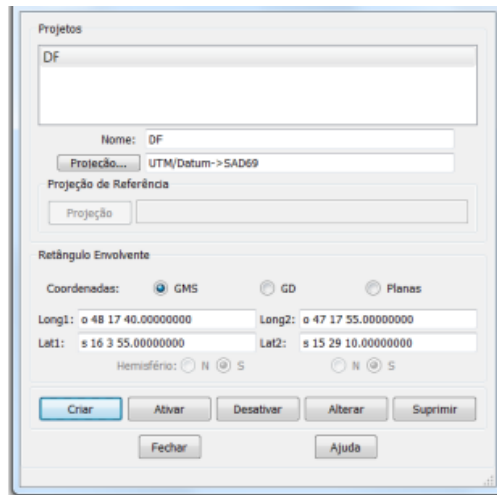 Projetos
DF
Nome: DF
Projeção... UTM/Datum->SAD69
Projeção de Referência
Projeção
Retângulo Envolvente
Coordenadas: GMS GD Planas
Long1: o 48 17 40.00000000 Long2: o 47 17 55.00000000
Lat1: s 16 3 55.00000000 Lat2: s 15 29 10.00000000
Hemisfério: N S N S
Criar Ativar Desativar Alterar Suprimir
Fechar Ajuda